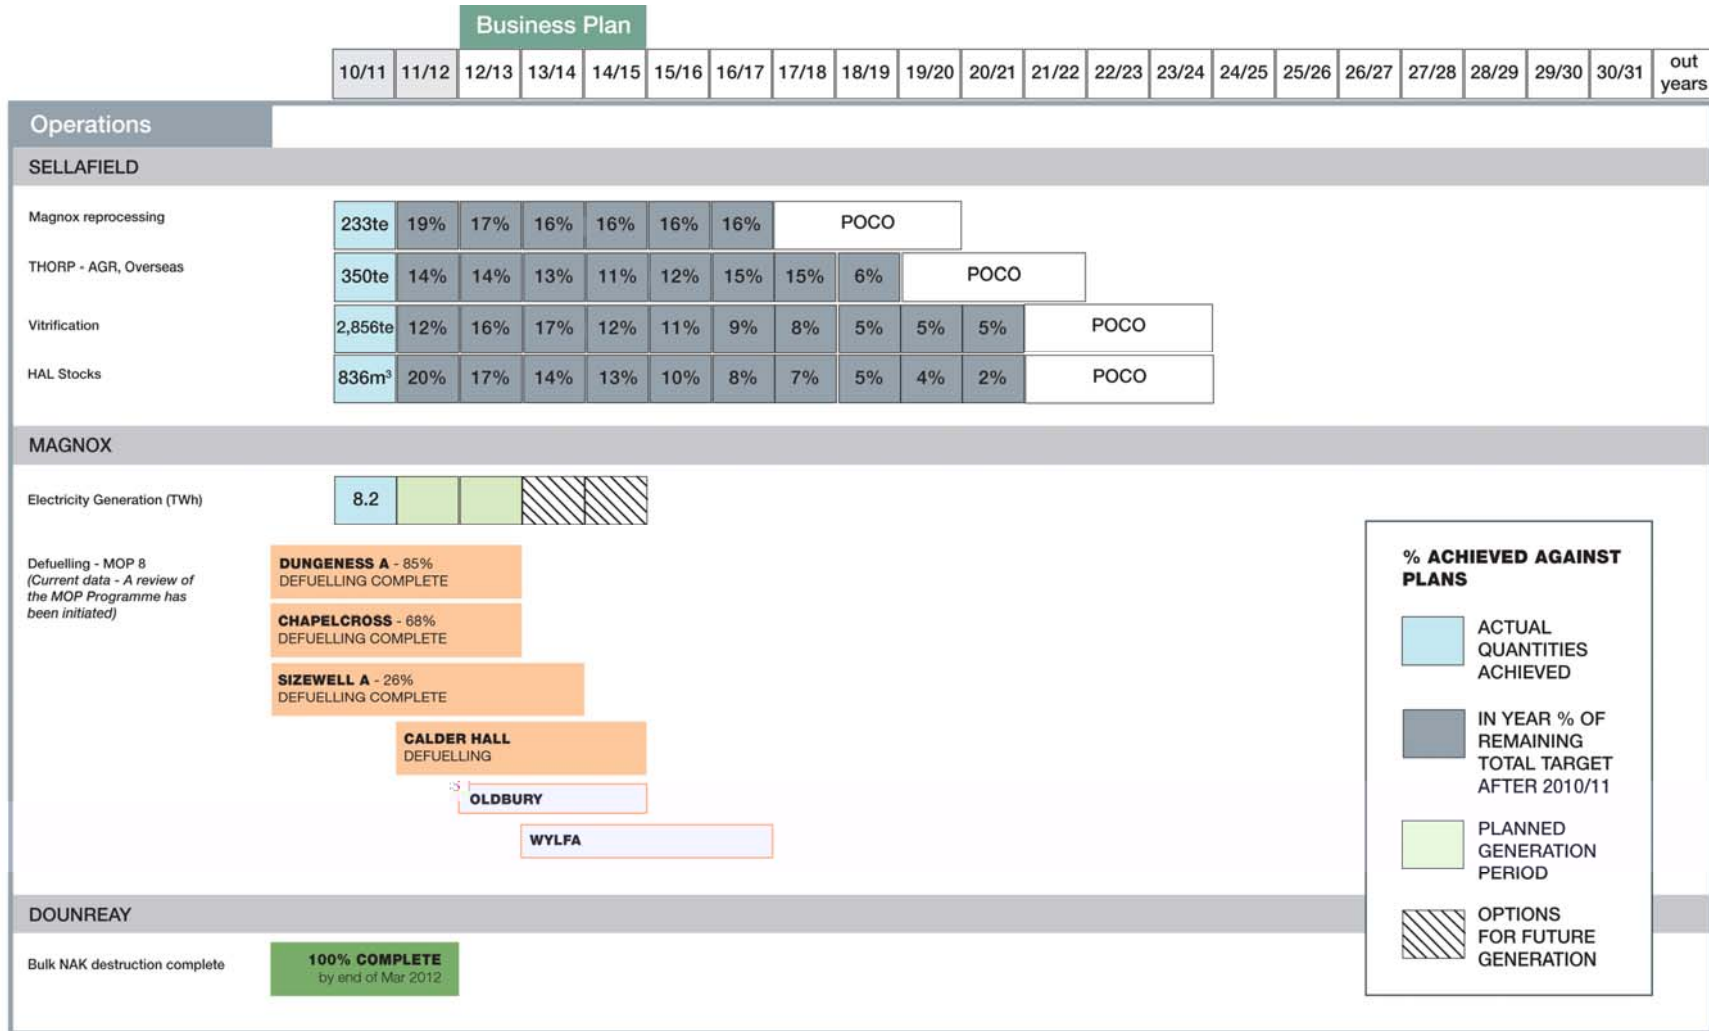 Business Plan
10/11 11/12 12/13 13/14 14/15 15/16 16/17 17/18 18/19 19/20 20/21 21/22 22/23 23/24 24/25 25/26 26/27 27/28 28/29 29/30 30/31 out years
Operations
SELLAFIELD
Magnox reprocessing 233te 19% 17% 16% 16% 16% 16% POCO
THORP - AGR, Overseas 350te 14% 14% 13% 11% 12% 15% 15% 6% POCO
Vitrification 2,856te 12% 16% 17% 12% 11% 9% 8% 5% 5% 5% POCO
HAL Stocks 836m³ 20% 17% 14% 13% 10% 8% 7% 5% 4% 2% POCO
MAGNOX
Electricity Generation (TWh) 8.2
Defuelling - MOP 8
(Current data - A review of
the MOP Programme has
been initiated)
DUNGENESS A - 85%
DEFUELLING COMPLETE
CHAPELCROSS - 68%
DEFUELLING COMPLETE
SIZEWELL A - 26%
DEFUELLING COMPLETE
CALDER HALL
DEFUELLING
OLDBURY
WYLFA
% ACHIEVED AGAINST
PLANS
ACTUAL
QUANTITIES
ACHIEVED
IN YEAR % OF
REMAINING
TOTAL TARGET
AFTER 2010/11
PLANNED
GENERATION
PERIOD
OPTIONS
FOR FUTURE
GENERATION
DOUNREAY
Bulk NAK destruction complete
100% COMPLETE
by end of Mar 2012